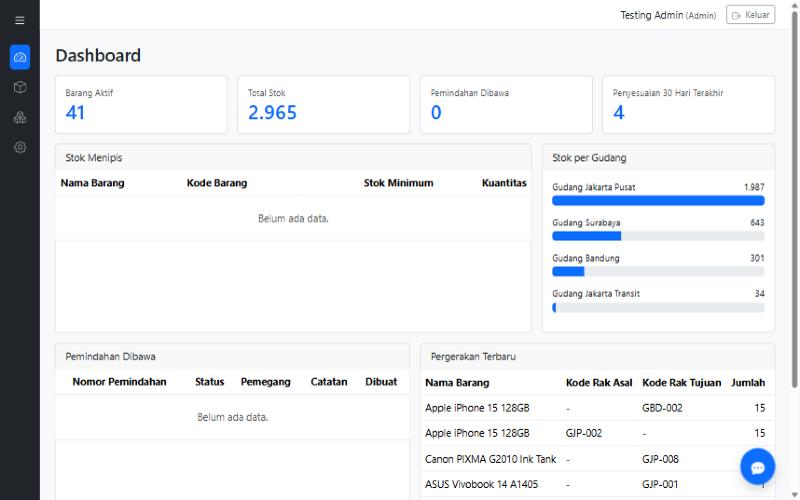 Testing Admin (Admin) Keluar
Dashboard
Barang Aktif
41
Total Stok
2.965
Pemindahan Dibawa
0
Penyesuaian 30 Hari Terakhir
4
Stok Menipis
Nama Barang Kode Barang Stok Minimum Kuantitas
Belum ada data.
Stok per Gudang
Gudang Jakarta Pusat 1.987
Gudang Surabaya 643
Gudang Bandung 301
Gudang Jakarta Transit 34
Pemindahan Dibawa
Nomor Pemindahan Status Pemegang Catatan Dibuat
Belum ada data.
Pergerakan Terbaru
Nama Barang Kode Rak Asal Kode Rak Tujuan Jumlah
Apple iPhone 15 128GB - GBD-002 15
Apple iPhone 15 128GB GJP-002 - 15
Canon PIXMA G2010 Ink Tank - GJP-008
ASUS Vivobook 14 A1405 - GJP-001